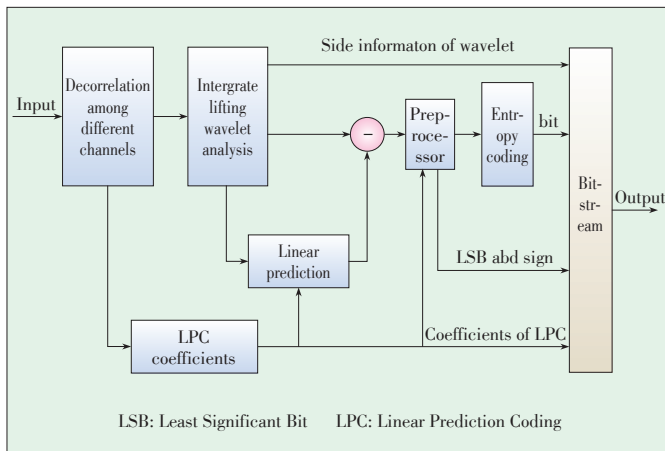 Side informaton of wavelet
Input
Decorrelation
among
different
channels
Intergrate
lifting
wavelet
analysis
-
Prep-
roce-
ssor
Entr-
opy
coding
bit
Bit-
stre-
am
Output
Linear
prediction
LSB abd sign
LPC
coefficients
Coefficients of LPC
LSB: Least Significant Bit LPC: Linear Prediction Coding